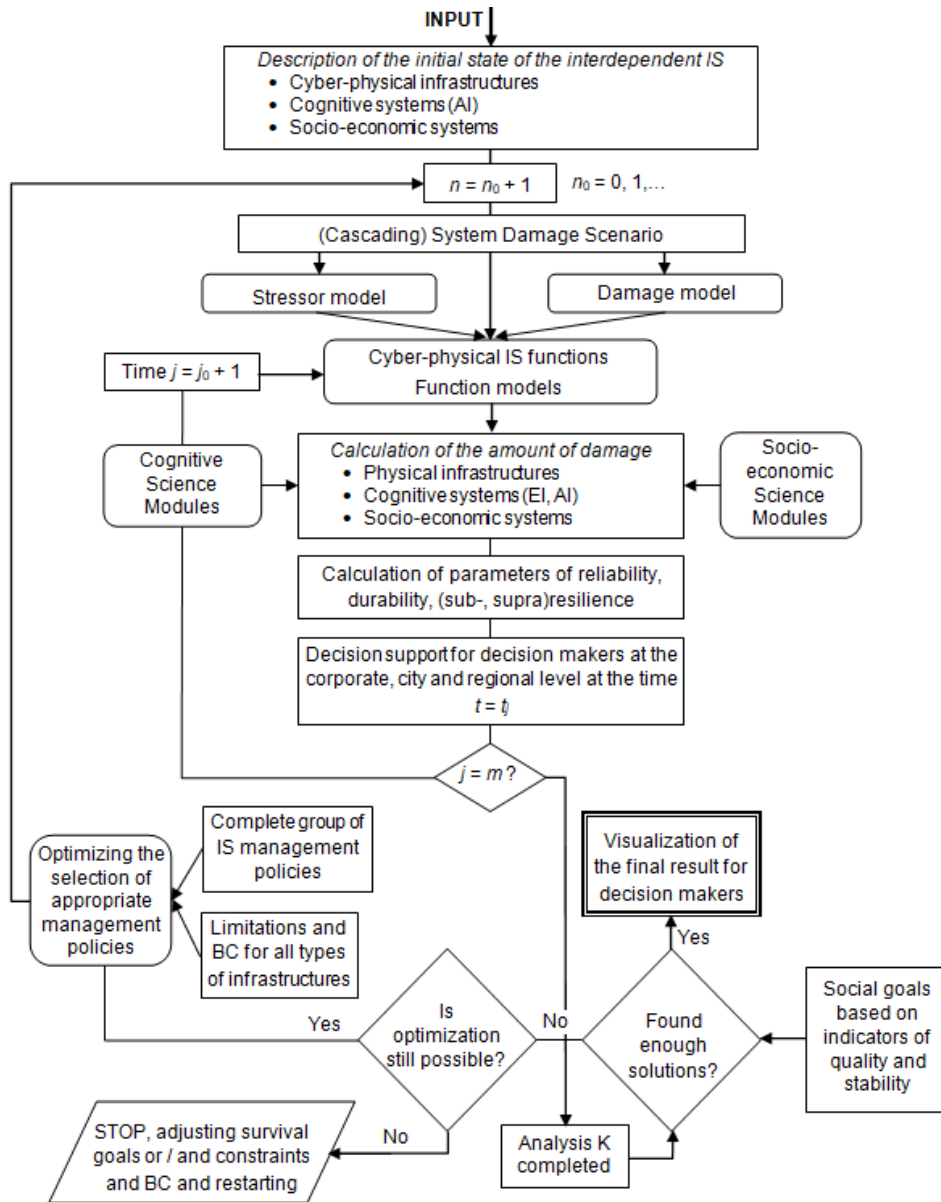 INPUT
Description of the initial state of the interdependent IS
• Cyber-physical infrastructures
• Cognitive systems (AI)
• Socio-economic systems
n = n₀ + 1
n₀ = 0, 1,...
(Cascading) System Damage Scenario
Stressor model
Damage model
Time j = j₀ + 1
Cyber-physical IS functions
Function models
Cognitive
Science
Modules
Calculation of the amount of damage
• Physical infrastructures
• Cognitive systems (EI, AI)
• Socio-economic systems
Socio-
economic
Science
Modules
Calculation of parameters of reliability,
durability, (sub-, supra)resilience
Decision support for decision makers at the
corporate, city and regional level at the time
t = tⱼ
j = m?
Optimizing the
selection of
appropriate
management
policies
Complete group of
IS management
policies
Limitations and
BC for all types
of infrastructures
Visualization of
the final result for
decision makers
Yes
Yes
Is
optimization
still possible?
No
Found
enough
solutions?
Social goals
based on
indicators of
quality and
stability
No
STOP, adjusting survival
goals or / and constraints
and BC and restarting
Analysis K
completed